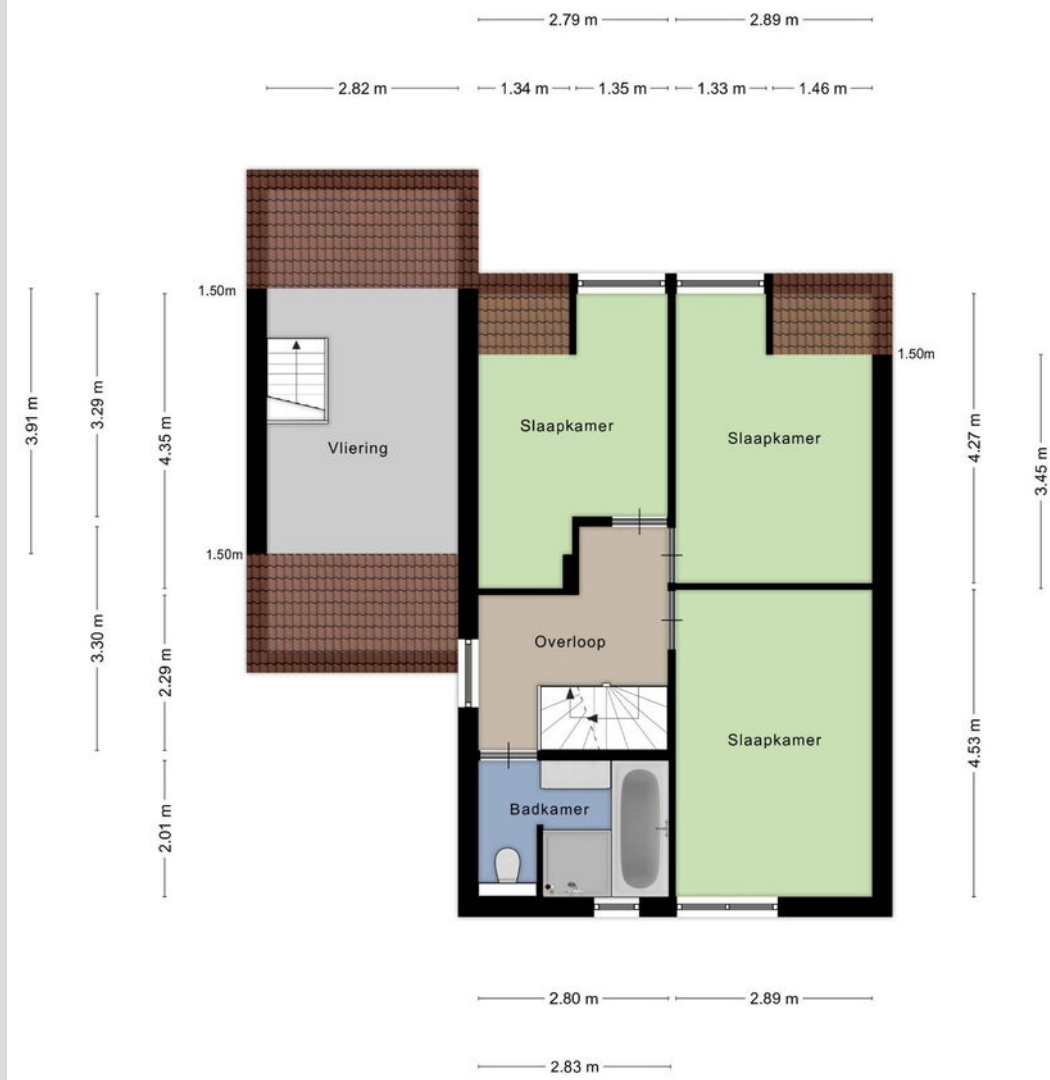 2.79 m
2.89 m
2.82 m
1.34 m
1.35 m
1.33 m
1.46 m
1.50m
1.50m
3.91 m
3.29 m
4.35 m
4.27 m
3.45 m
Slaapkamer
Slaapkamer
Vliering
1.50m
Overloop
3.30 m
2.29 m
4.53 m
Slaapkamer
Badkamer
2.01 m
2.80 m
2.89 m
2.83 m